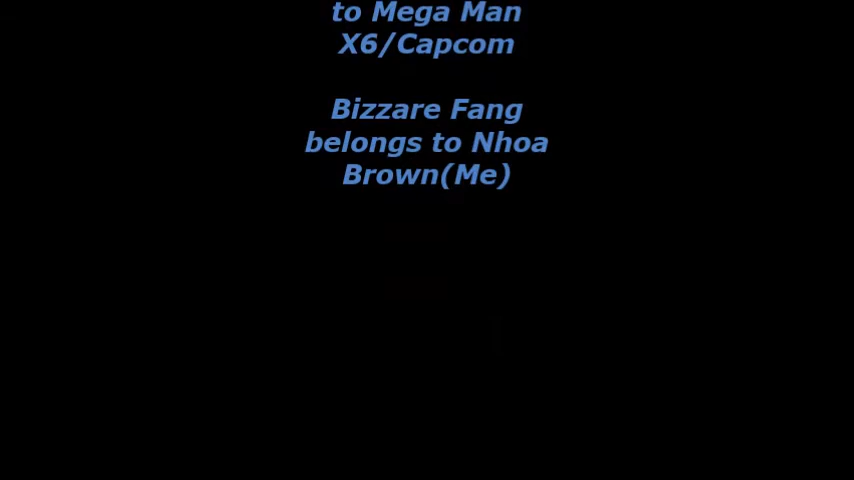 to Mega Man
X6/Capcom
Bizzare Fang
belongs to Nhoa
Brown(Me)